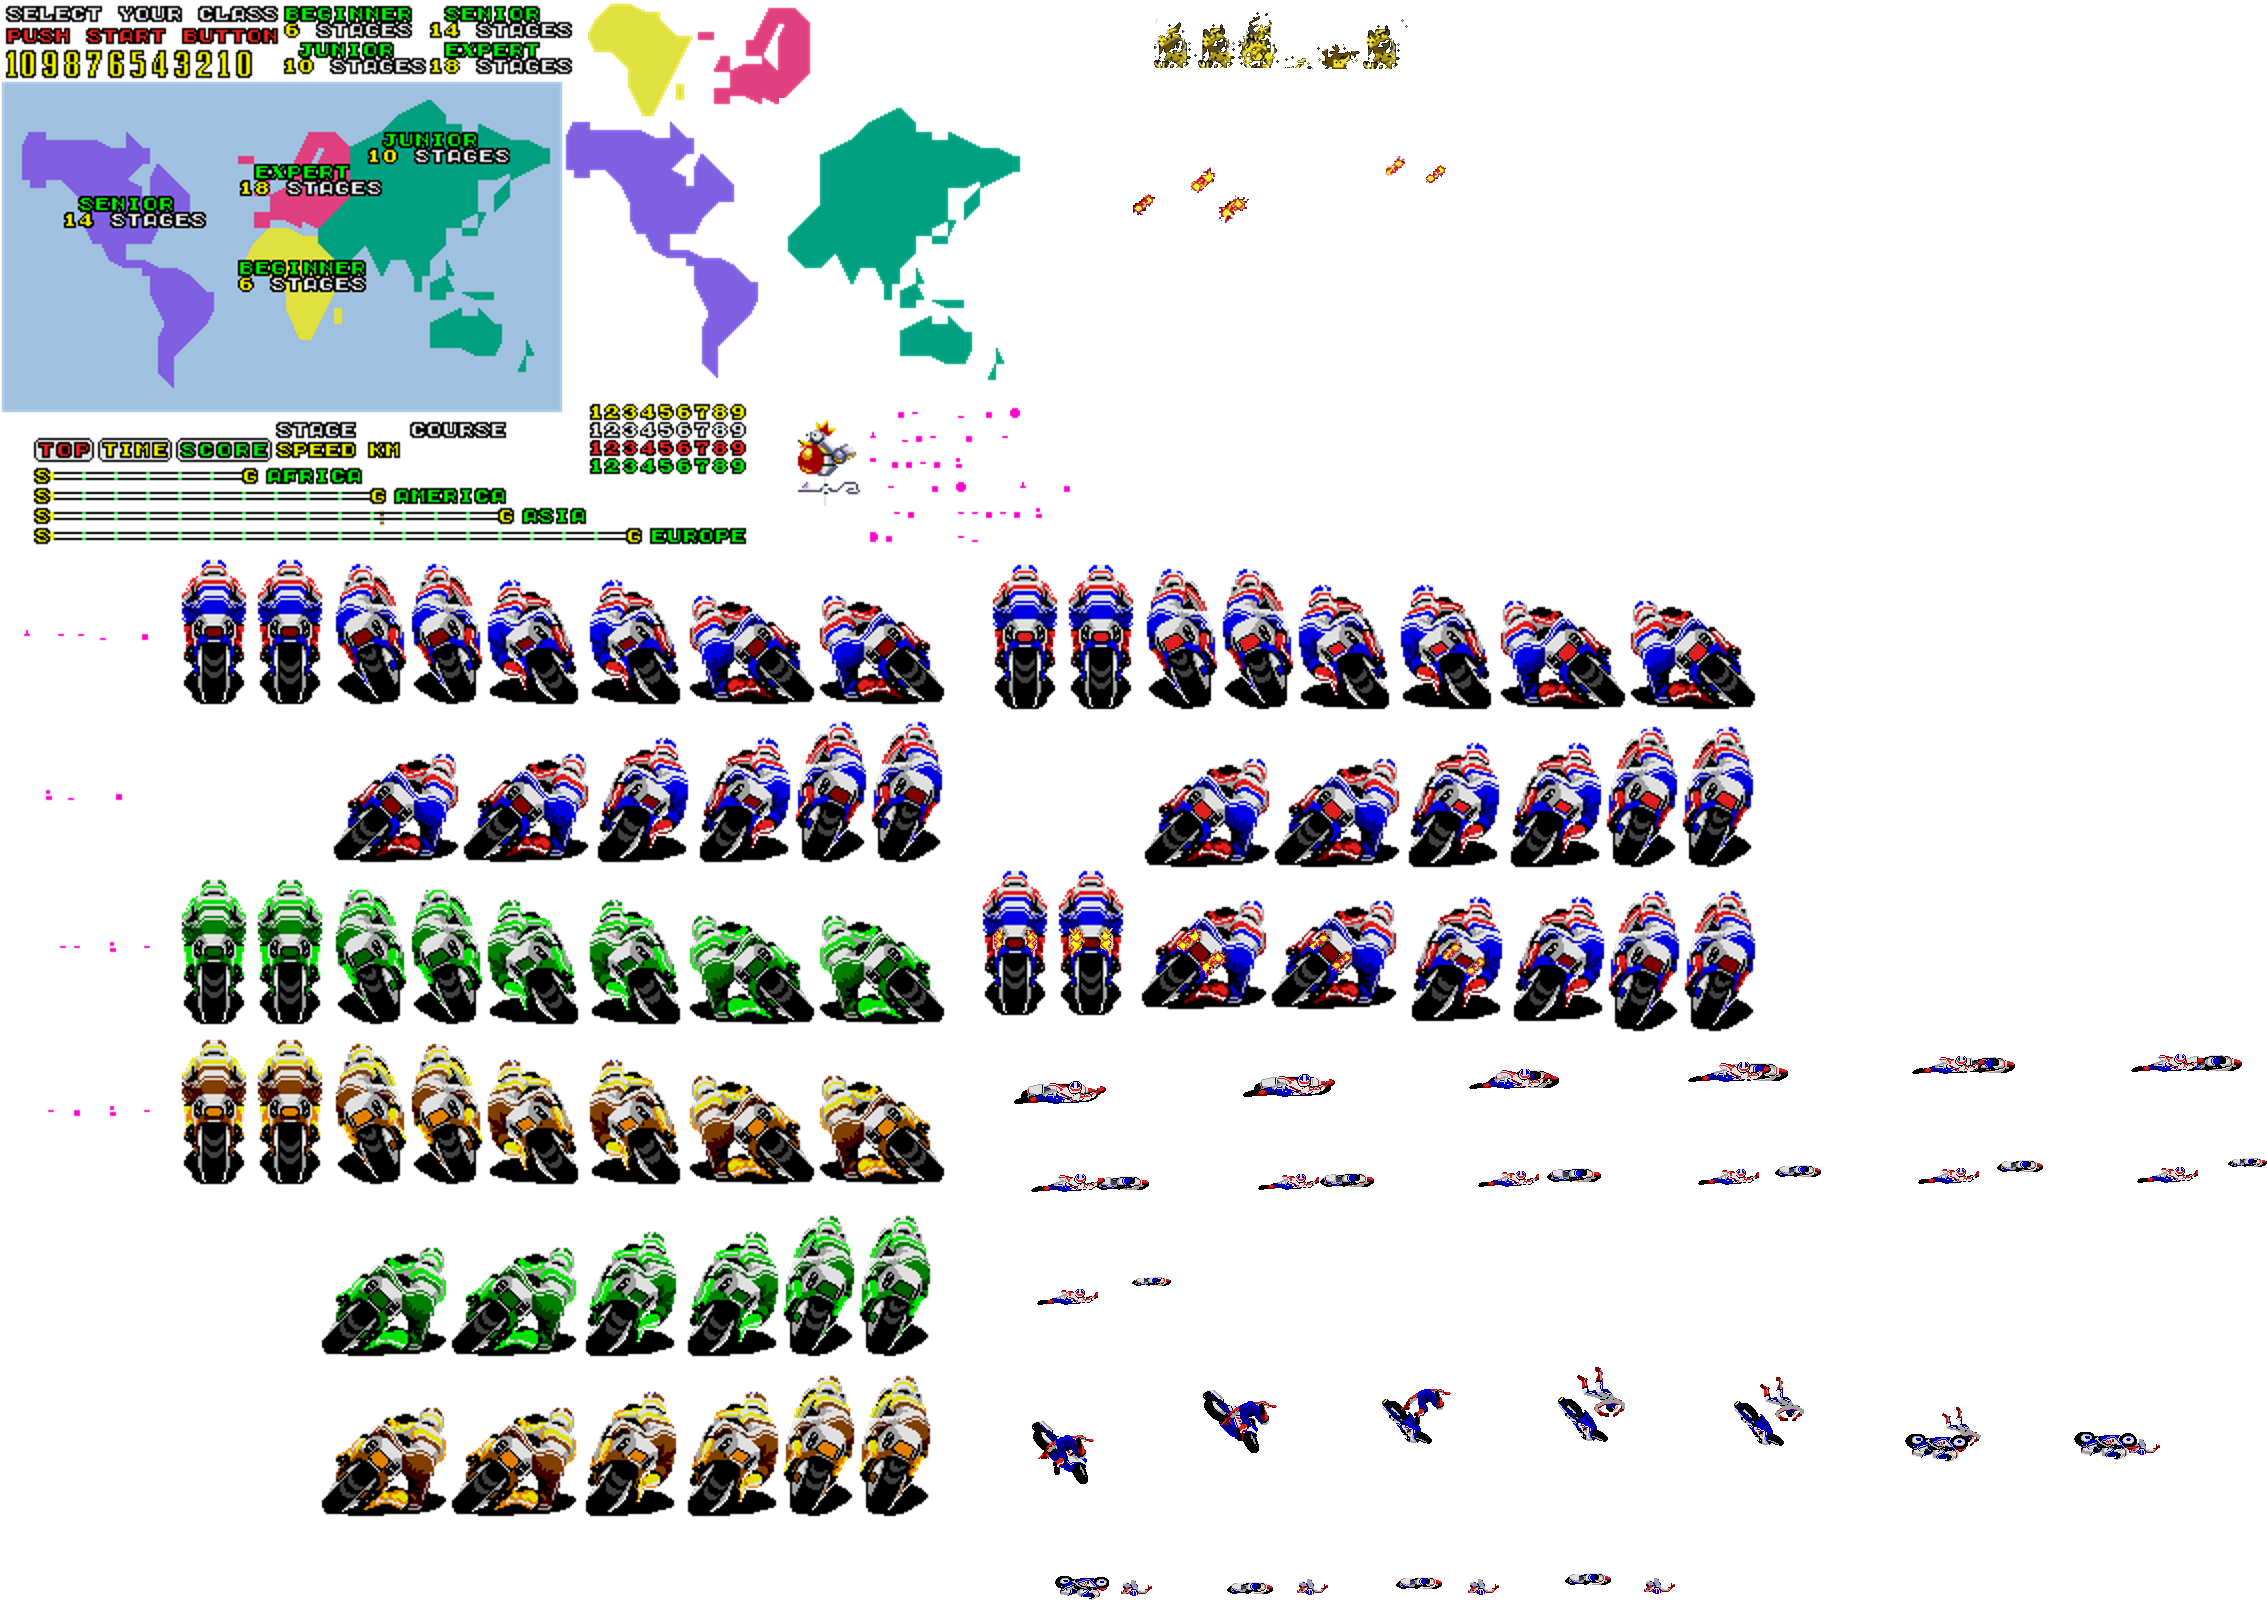 SELECT YOUR CLASS
PUSH START BUTTON
109876543210
BEGINNER
6 STAGES
SENIOR
14 STAGES
JUNIOR
10 STAGES
EXPERT
18 STAGES
JUNIOR
10 STAGES
EXPERT
18 STAGES
SENIOR
14 STAGES
BEGINNER
6 STAGES
STAGE COURSE
TOP TIME SCORE SPEED KM
S G AFRICA
S G AMERICA
S G ASIA
S G EUROPE
123456789
123456789
123456789
123456789